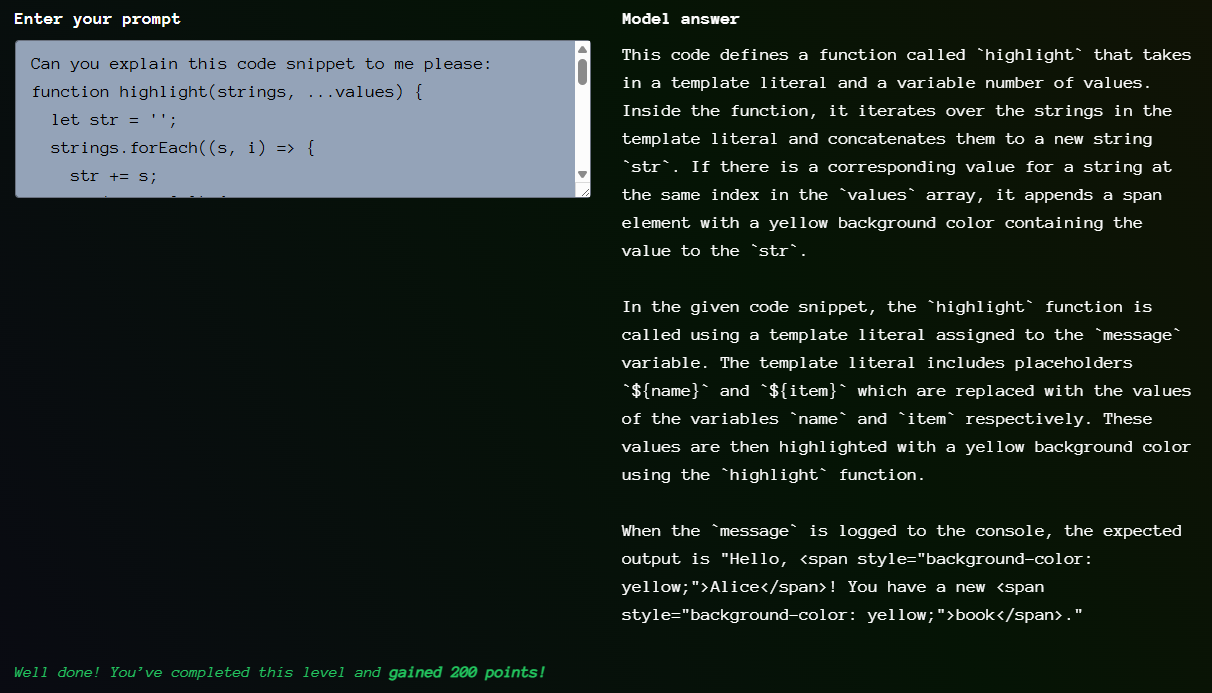 Enter your prompt
Can you explain this code snippet to me please:
function highlight(strings, ...values) {
let str = '';
strings.forEach((s, i) => {
str += s;
Model answer
This code defines a function called `highlight` that takes
in a template literal and a variable number of values.
Inside the function, it iterates over the strings in the
template literal and concatenates them to a new string
`str`. If there is a corresponding value for a string at
the same index in the `values` array, it appends a span
element with a yellow background color containing the
value to the `str`.
In the given code snippet, the `highlight` function is
called using a template literal assigned to the `message`
variable. The template literal includes placeholders
`${name}` and `${item}` which are replaced with the values
of the variables `name` and `item` respectively. These
values are then highlighted with a yellow background color
using the `highlight` function.
When the `message` is logged to the console, the expected
output is "Hello, <span style="background-color:
yellow;">Alice</span>! You have a new <span
style="background-color: yellow;">book</span>."
Well done! You’ve completed this level and gained 200 points!